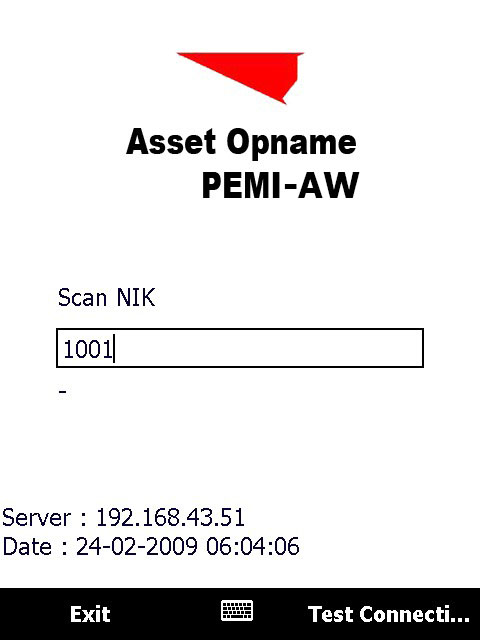 Asset Opname
PEMI-AW
Scan NIK
1001
-
Server : 192.168.43.51
Date : 24-02-2009 06:04:06
Exit
Test Connecti...